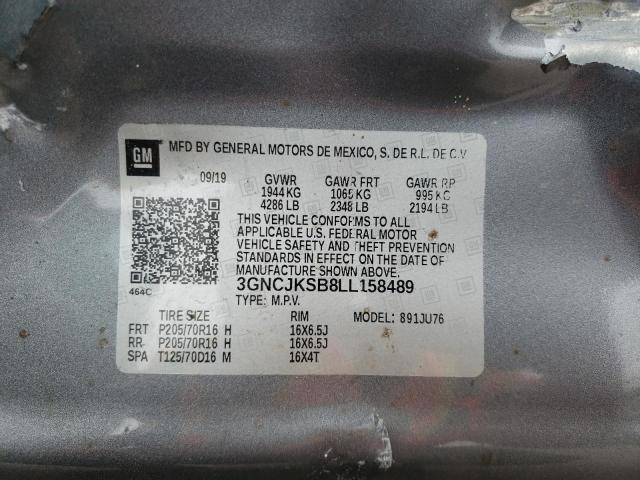 GM
MFD BY GENERAL MOTORS DE MEXICO, S. DE R.L. DE C.V
09/19 GVWR GAWR FRT GAWR RR
1944 KG 1065 KG 995 KG
4286 LB 2348 LB 2194 LB
THIS VEHICLE CONFORMS TO ALL
APPLICABLE U.S. FEDERAL MOTOR
VEHICLE SAFETY AND THEFT PREVENTION
STANDARDS IN EFFECT ON THE DATE OF
MANUFACTURE SHOWN ABOVE.
464C 3GNCJKSB8LL158489
TYPE: M.P.V.
TIRE SIZE RIM MODEL: 891JU76
FRT P205/70R16 H 16X6.5J
RR P205/70R16 H 16X6.5J
SPA T125/70D16 M 16X4T